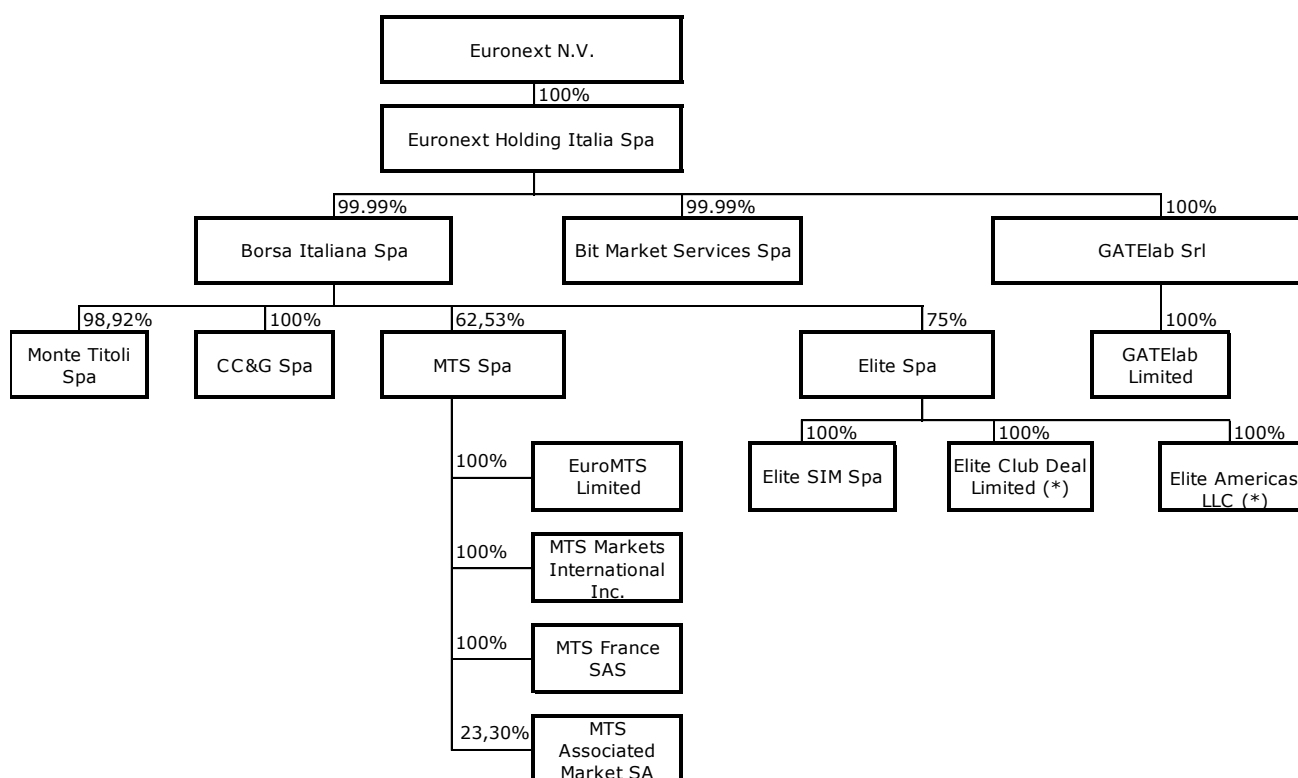 Euronext N.V.
100%
Euronext Holding Italia Spa
99.99%
99.99%
100%
Borsa Italiana Spa
Bit Market Services Spa
GATElab Srl
98,92%
100%
62,53%
75%
100%
Monte Titoli
Spa
CC&G Spa
MTS Spa
Elite Spa
GATElab
Limited
100%
100%
100%
Elite SIM Spa
Elite Club Deal
Limited (*)
Elite Americas
LLC (*)
100%
EuroMTS
Limited
100%
MTS Markets
International
Inc.
100%
MTS France
SAS
23,30%
MTS
Associated
Market SA